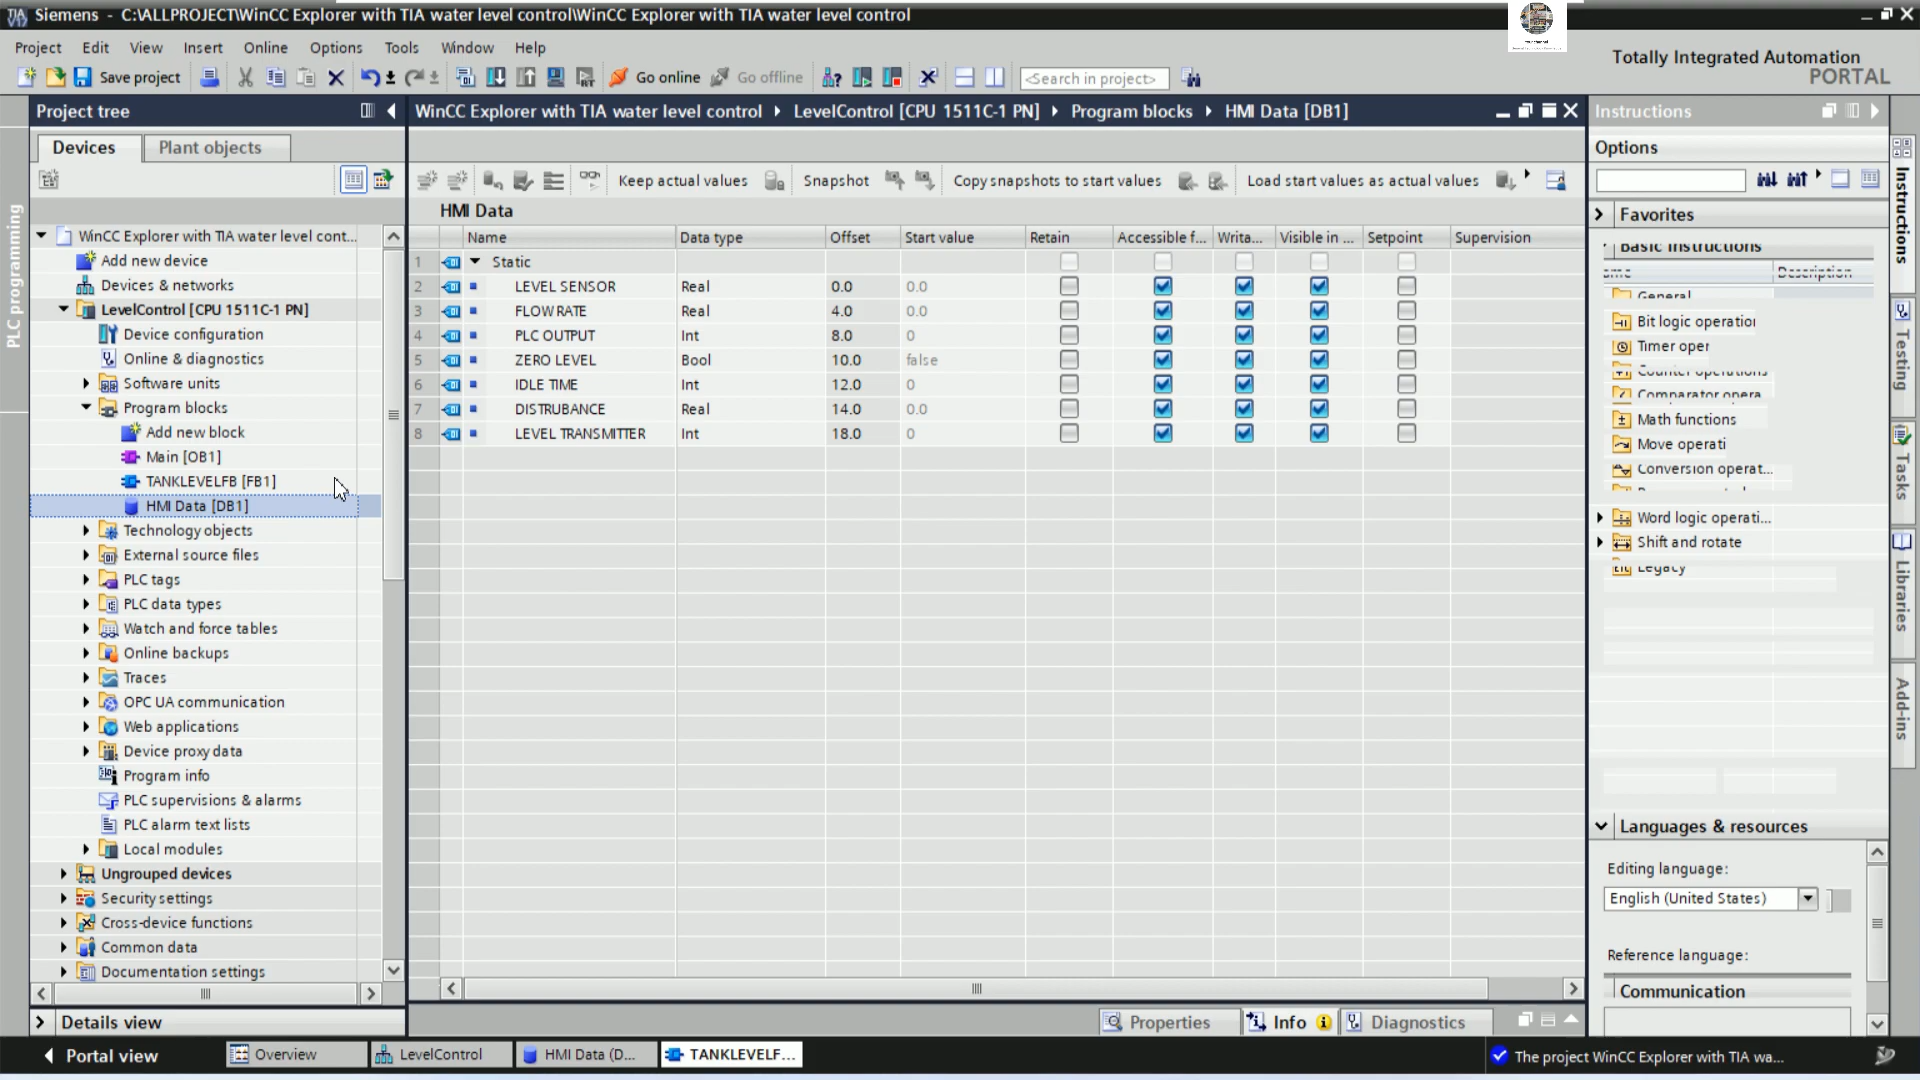 Siemens - C:\ALLPROJECT\WinCC Explorer with TIA water level control\WinCC Explorer with TIA water level control
Project Edit View Insert Online Options Tools Window Help
Totally Integrated Automation
PORTAL
Save project
Go online
Go offline
<Search in project>
Project tree
WinCC Explorer with TIA water level control LevelControl [CPU 1511C-1 PN] Program blocks HMI Data [DB1]
Instructions
Devices
Plant objects
Options
Keep actual values
Snapshot
Copy snapshots to start values
Load start values as actual values
PLC programming
HMI Data
Favorites
Name Data type Offset Start value Retain Accessible f... Writa... Visible in ... Setpoint Supervision
1 Static
2 LEVEL SENSOR Real 0.0 0.0
3 FLOW RATE Real 4.0 0.0
4 PLC OUTPUT Int 8.0 0
5 ZERO LEVEL Bool 10.0 false
6 IDLE TIME Int 12.0 0
7 DISTRUBANCE Real 14.0 0.0
8 LEVEL TRANSMITTER Int 18.0 0
WinCC Explorer with TIA water level cont...
Add new device
Devices & networks
LevelControl [CPU 1511C-1 PN]
Device configuration
Online & diagnostics
Software units
Program blocks
Add new block
Main [OB1]
TANKLEVELFB [FB1]
HMI Data [DB1]
Technology objects
External source files
PLC tags
PLC data types
Watch and force tables
Online backups
Traces
OPC UA communication
Web applications
Device proxy data
Program info
PLC supervisions & alarms
PLC alarm text lists
Local modules
Ungrouped devices
Security settings
Cross-device functions
Common data
Documentation settings
Details view
Basic instructions
Description
General
Bit logic operation
Timer oper
Counter operations
Comparator opera
Math functions
Move operati
Conversion operat...
Word logic operati...
Shift and rotate
Legacy
Languages & resources
Editing language:
English (United States)
Reference language:
Communication
Instructions
Testing
Tasks
Libraries
Add-ins
Properties
Info
Diagnostics
Portal view
Overview
LevelControl
HMI Data (D...
TANKLEVELF...
The project WinCC Explorer with TIA wa...